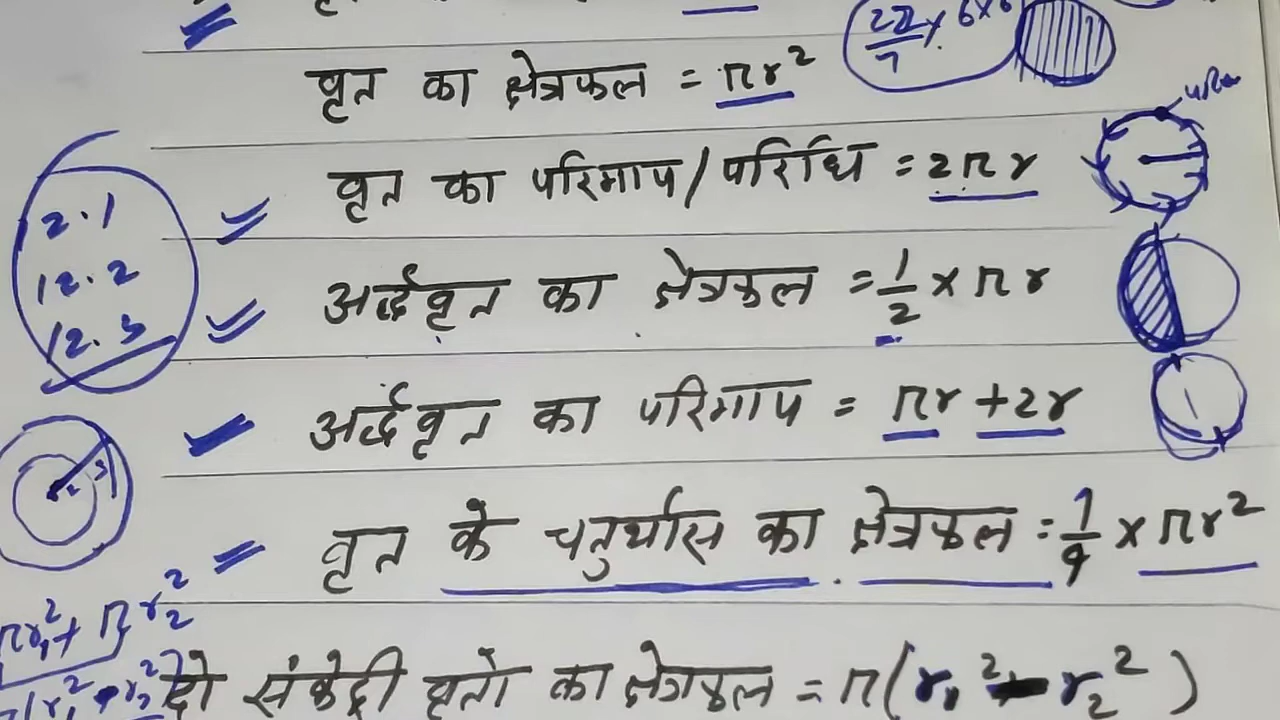 22/7 × 6×6
वृत का क्षेत्रफल = πr²
वृत का परिमाप/परिधि = 2πr
2.1
12.2
12.3
अर्द्धवृत का क्षेत्रफल = 1/2 × πr
अर्द्धवृत का परिमाप = πr + 2r
वृत के चतुर्थास का क्षेत्रफल = 1/4 × πr²
πr₁² + πr₂²
दो संकेद्री वृतो का क्षेत्रफल = π(r₁² - r₂²)